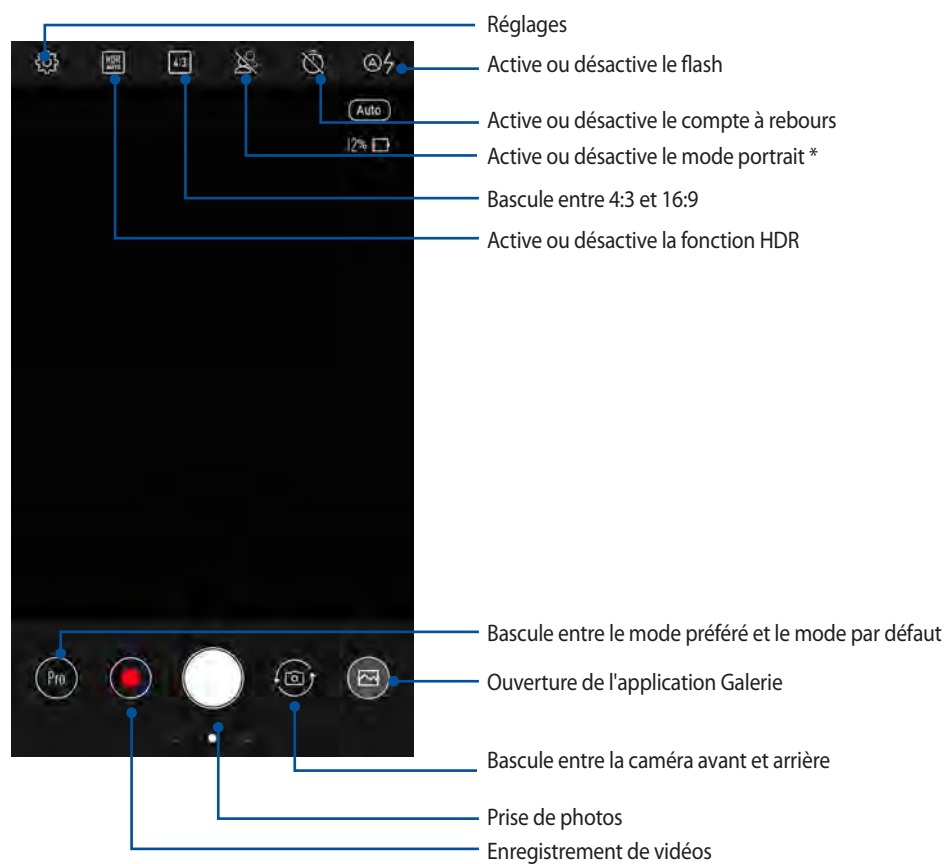 Réglages
HDR AUTO 4:3 A
Active ou désactive le flash
Auto
Active ou désactive le compte à rebours
12%
Active ou désactive le mode portrait *
Bascule entre 4:3 et 16:9
Active ou désactive la fonction HDR
Bascule entre le mode préféré et le mode par défaut
Pro
Ouverture de l'application Galerie
Bascule entre la caméra avant et arrière
Prise de photos
Enregistrement de vidéos